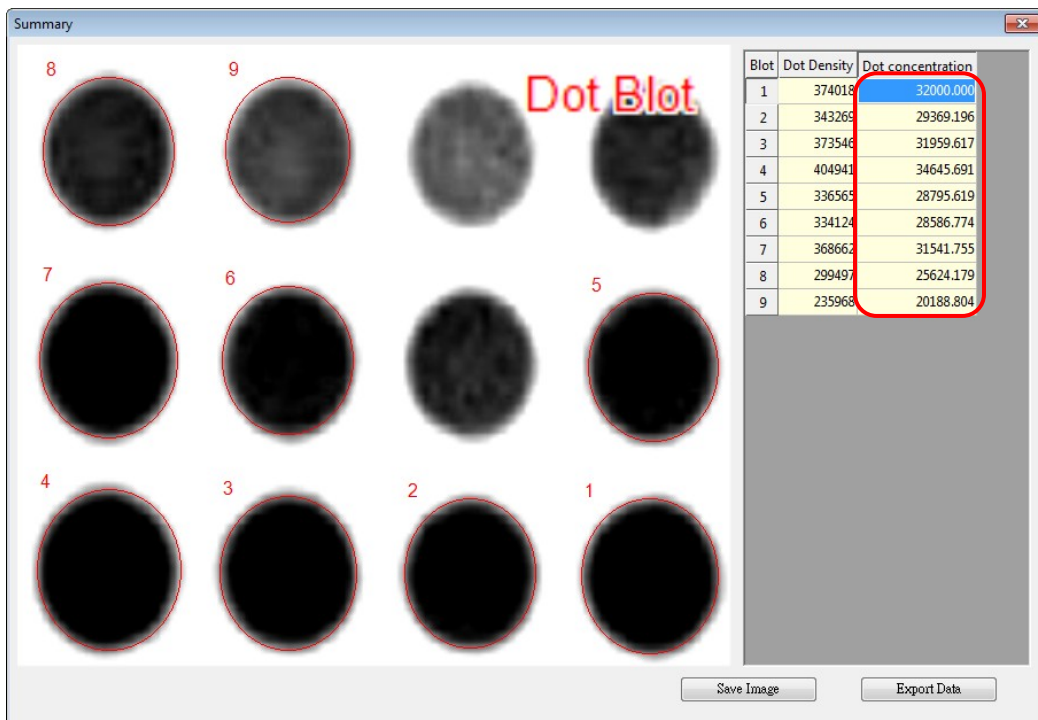 Summary
8 9 Dot Blot
7 6 5
4 3 2 1
Blot Dot Density Dot concentration
1 374018 32000.000
2 343269 29369.196
3 373546 31959.617
4 404941 34645.691
5 336565 28795.619
6 334124 28586.774
7 368662 31541.755
8 299497 25624.179
9 235968 20188.804
Save Image Export Data